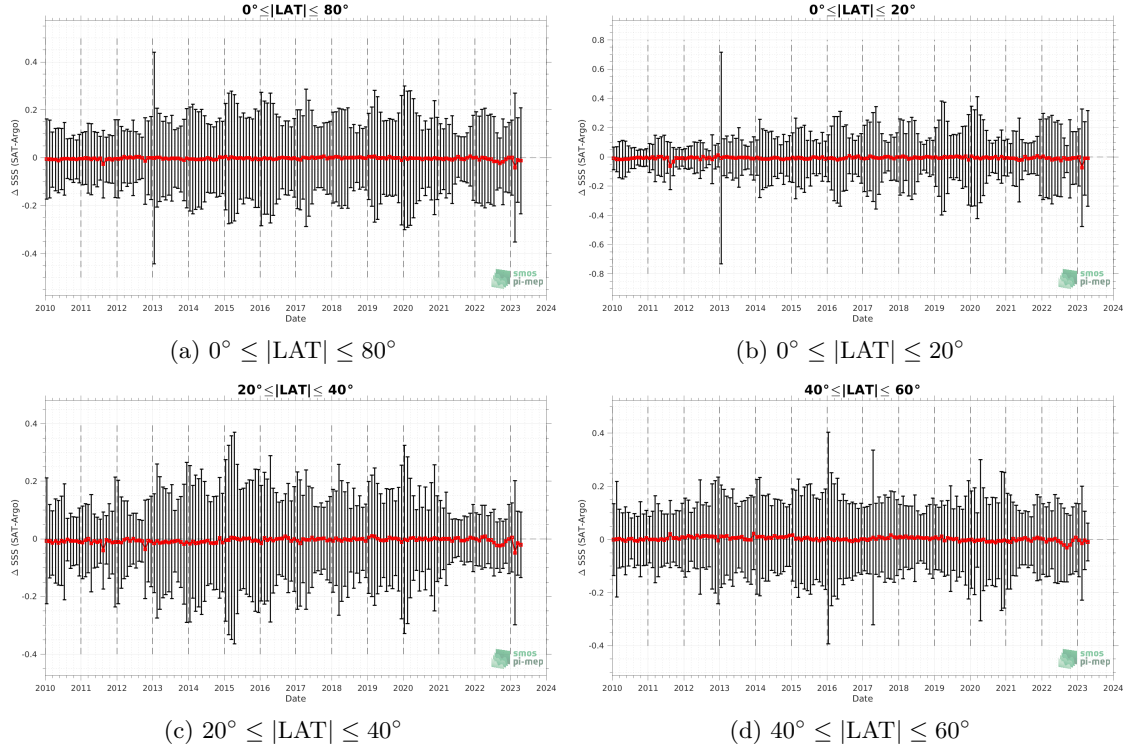 0°≤|LAT|≤ 80°
Δ SSS (SAT-Argo)
0.4
0.2
0
-0.2
-0.4
2010 2011 2012 2013 2014 2015 2016 2017 2018 2019 2020 2021 2022 2023 2024
Date
smos
pi-mep
(a) 0° ≤ |LAT| ≤ 80°
0°≤|LAT|≤ 20°
Δ SSS (SAT-Argo)
0.8
0.6
0.4
0.2
0
-0.2
-0.4
-0.6
-0.8
2010 2011 2012 2013 2014 2015 2016 2017 2018 2019 2020 2021 2022 2023 2024
Date
smos
pi-mep
(b) 0° ≤ |LAT| ≤ 20°
20°≤|LAT|≤ 40°
Δ SSS (SAT-Argo)
0.4
0.2
0
-0.2
-0.4
2010 2011 2012 2013 2014 2015 2016 2017 2018 2019 2020 2021 2022 2023 2024
Date
smos
pi-mep
(c) 20° ≤ |LAT| ≤ 40°
40°≤|LAT|≤ 60°
Δ SSS (SAT-Argo)
0.4
0.2
0
-0.2
-0.4
2010 2011 2012 2013 2014 2015 2016 2017 2018 2019 2020 2021 2022 2023 2024
Date
smos
pi-mep
(d) 40° ≤ |LAT| ≤ 60°